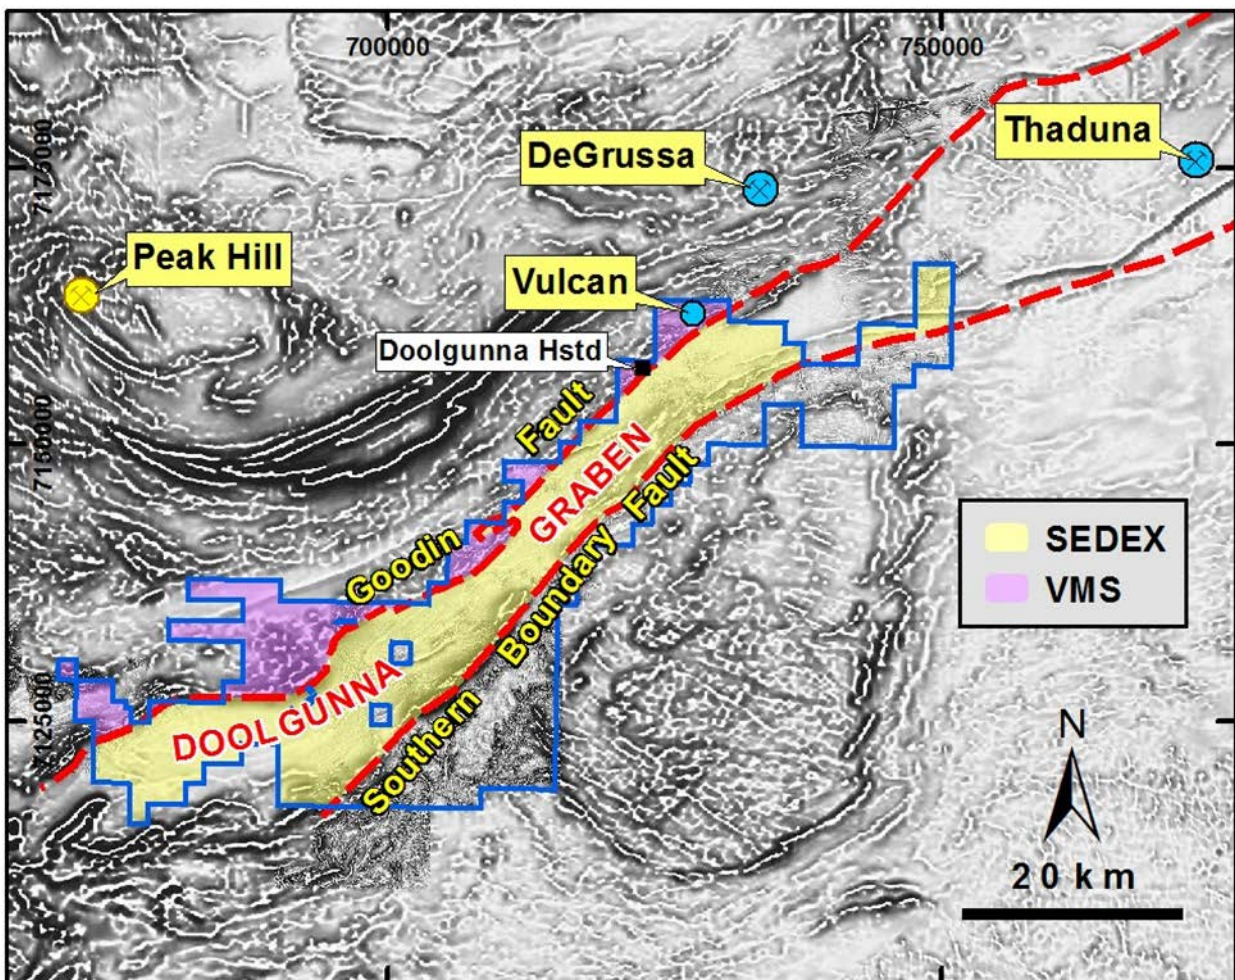 700000
750000
7175000
7150000
7125000
DeGrussa
Thaduna
Peak Hill
Vulcan
Doolgunna Hstd
Goodin Fault
DOOLGUNNA GRABEN
Southern Boundary Fault
SEDEX
VMS
N
20 km